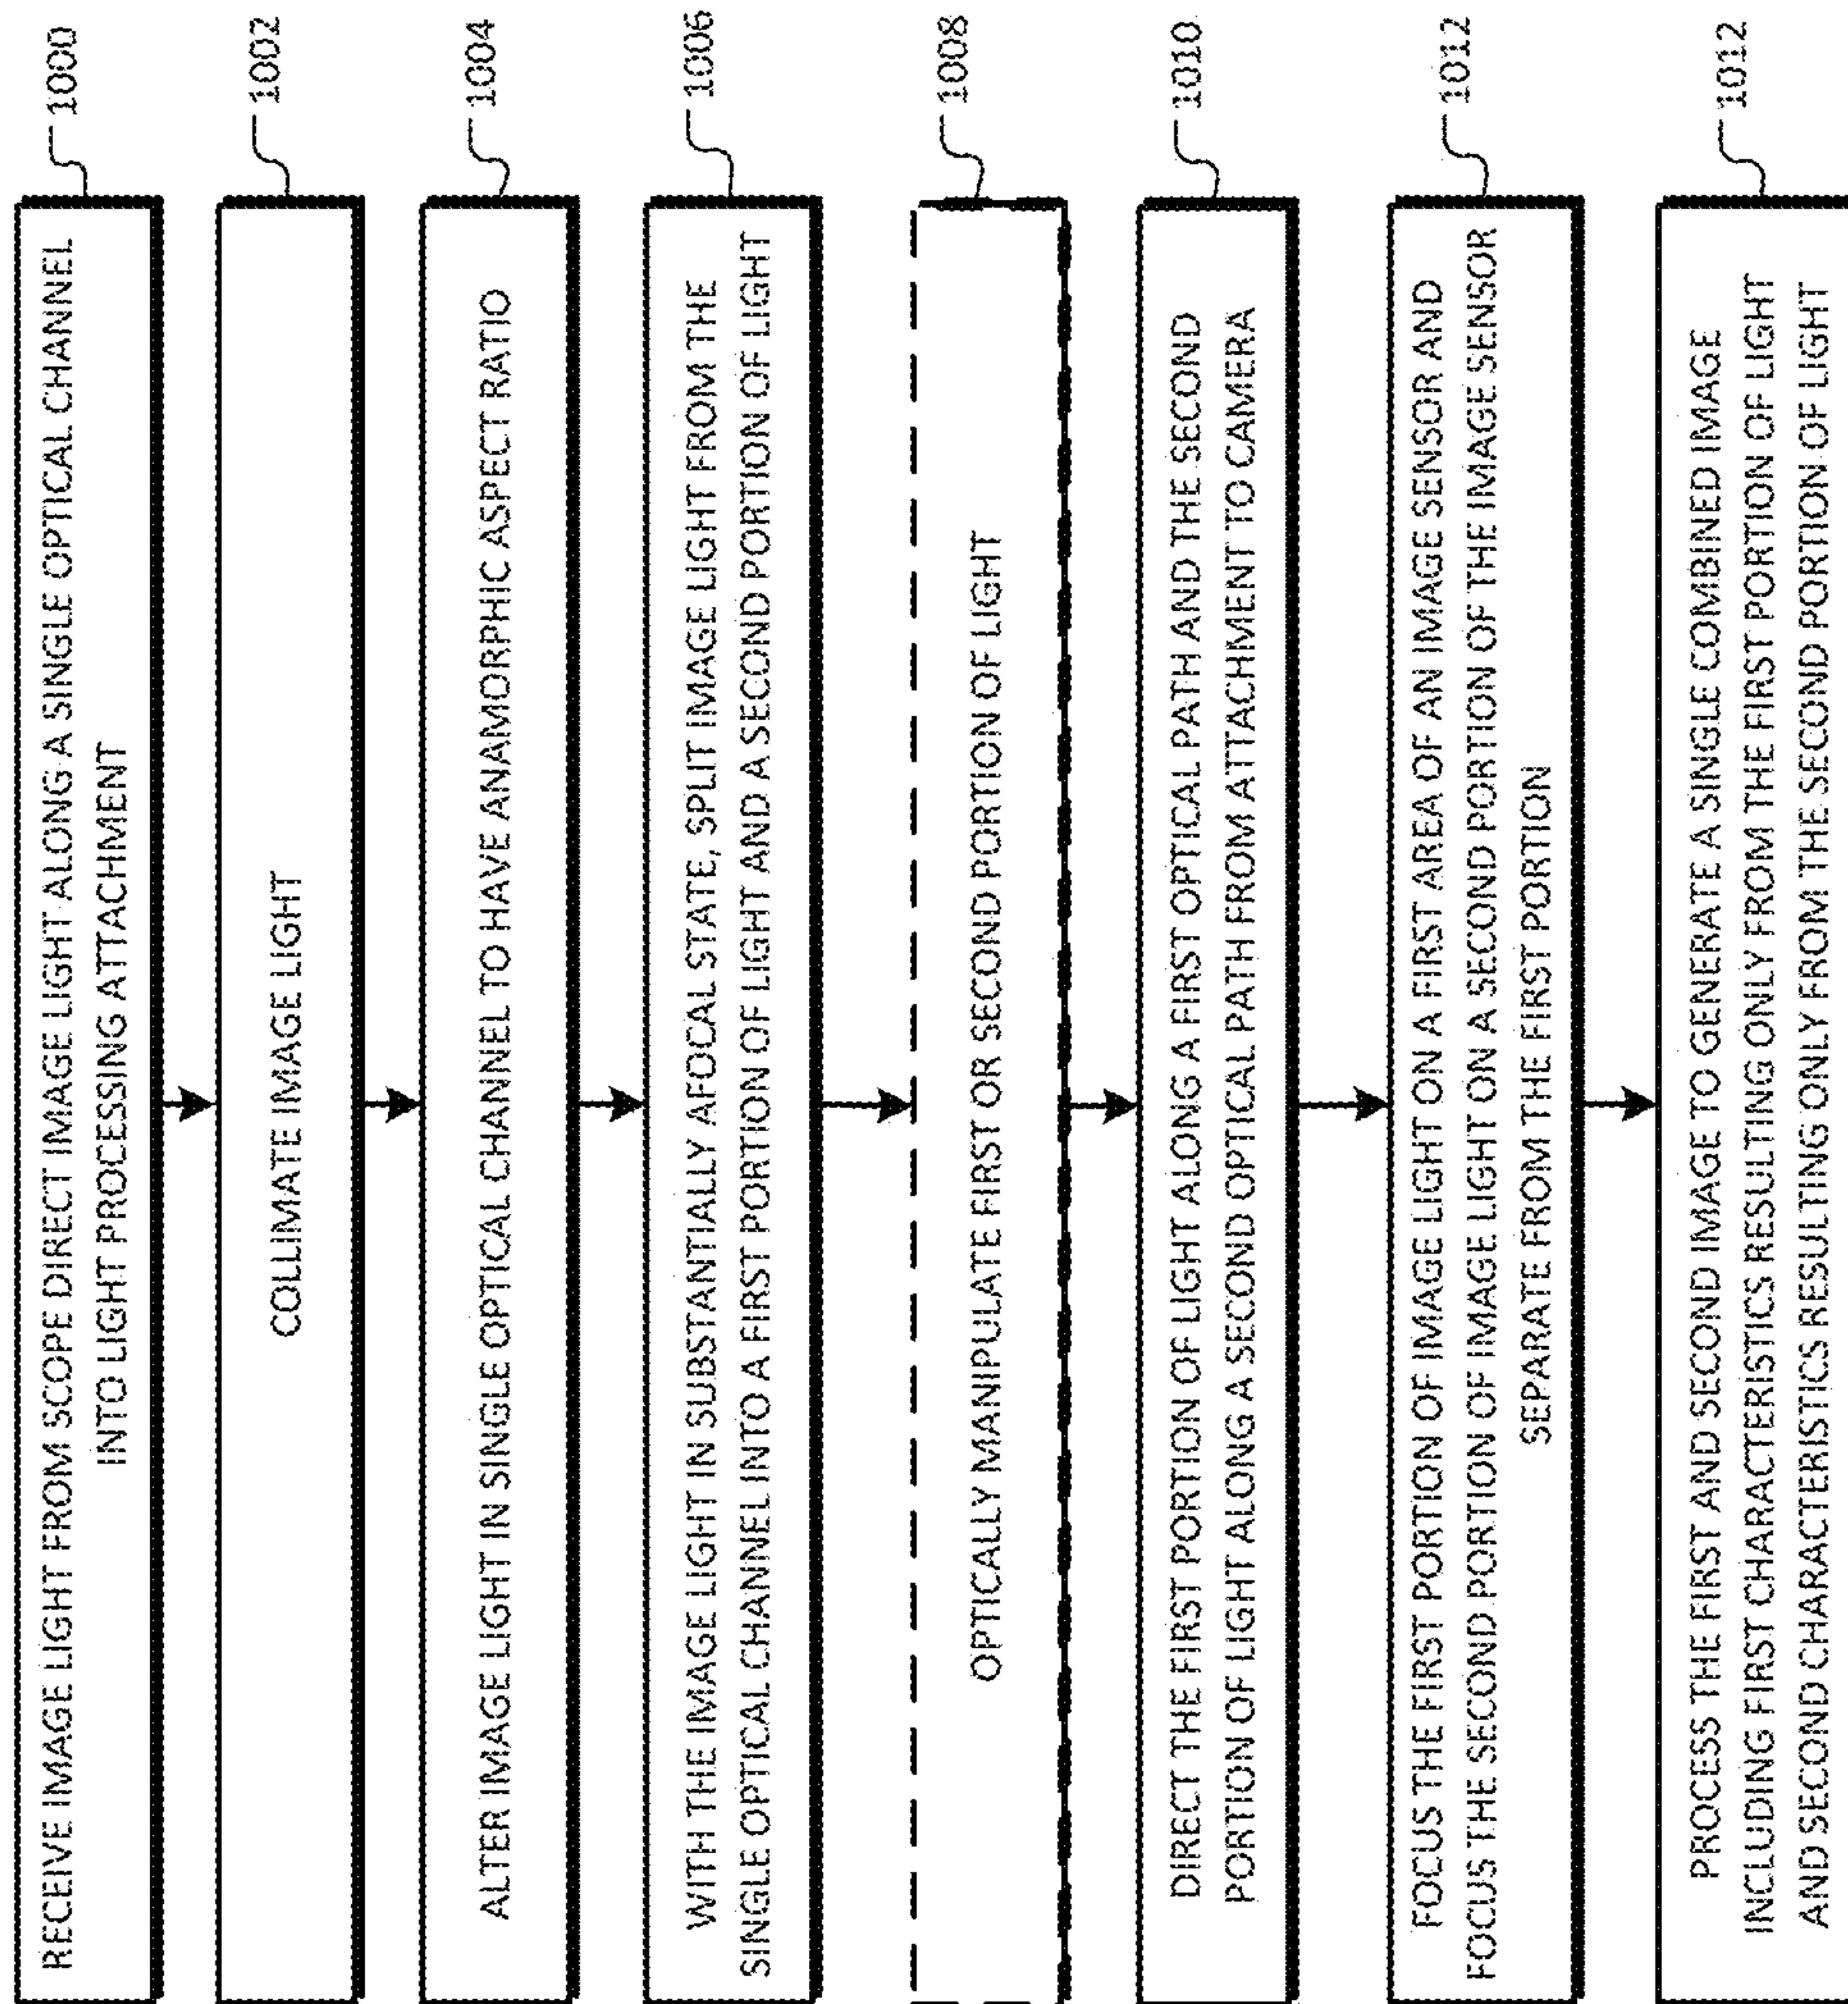 RECEIVE IMAGE LIGHT FROM SCOPE DIRECT IMAGE LIGHT ALONG A SINGLE OPTICAL CHANNEL
INTO LIGHT PROCESSING ATTACHMENT
1000
COLLIMATE IMAGE LIGHT
1002
ALTER IMAGE LIGHT IN SINGLE OPTICAL CHANNEL TO HAVE ANAMORPHIC ASPECT RATIO
1004
WITH THE IMAGE LIGHT IN SUBSTANTIALLY AFOCAL STATE, SPLIT IMAGE LIGHT FROM THE
SINGLE OPTICAL CHANNEL INTO A FIRST PORTION OF LIGHT AND A SECOND PORTION OF LIGHT
1006
OPTICALLY MANIPULATE FIRST OR SECOND PORTION OF LIGHT
1008
DIRECT THE FIRST PORTION OF LIGHT ALONG A FIRST OPTICAL PATH AND THE SECOND
PORTION OF LIGHT ALONG A SECOND OPTICAL PATH FROM ATTACHMENT TO CAMERA
1010
FOCUS THE FIRST PORTION OF IMAGE LIGHT ON A FIRST AREA OF AN IMAGE SENSOR AND
FOCUS THE SECOND PORTION OF IMAGE LIGHT ON A SECOND PORTION OF THE IMAGE SENSOR
SEPARATE FROM THE FIRST PORTION
1012
PROCESS THE FIRST AND SECOND IMAGE TO GENERATE A SINGLE COMBINED IMAGE
INCLUDING FIRST CHARACTERISTICS RESULTING ONLY FROM THE FIRST PORTION OF LIGHT
AND SECOND CHARACTERISTICS RESULTING ONLY FROM THE SECOND PORTION OF LIGHT
1012